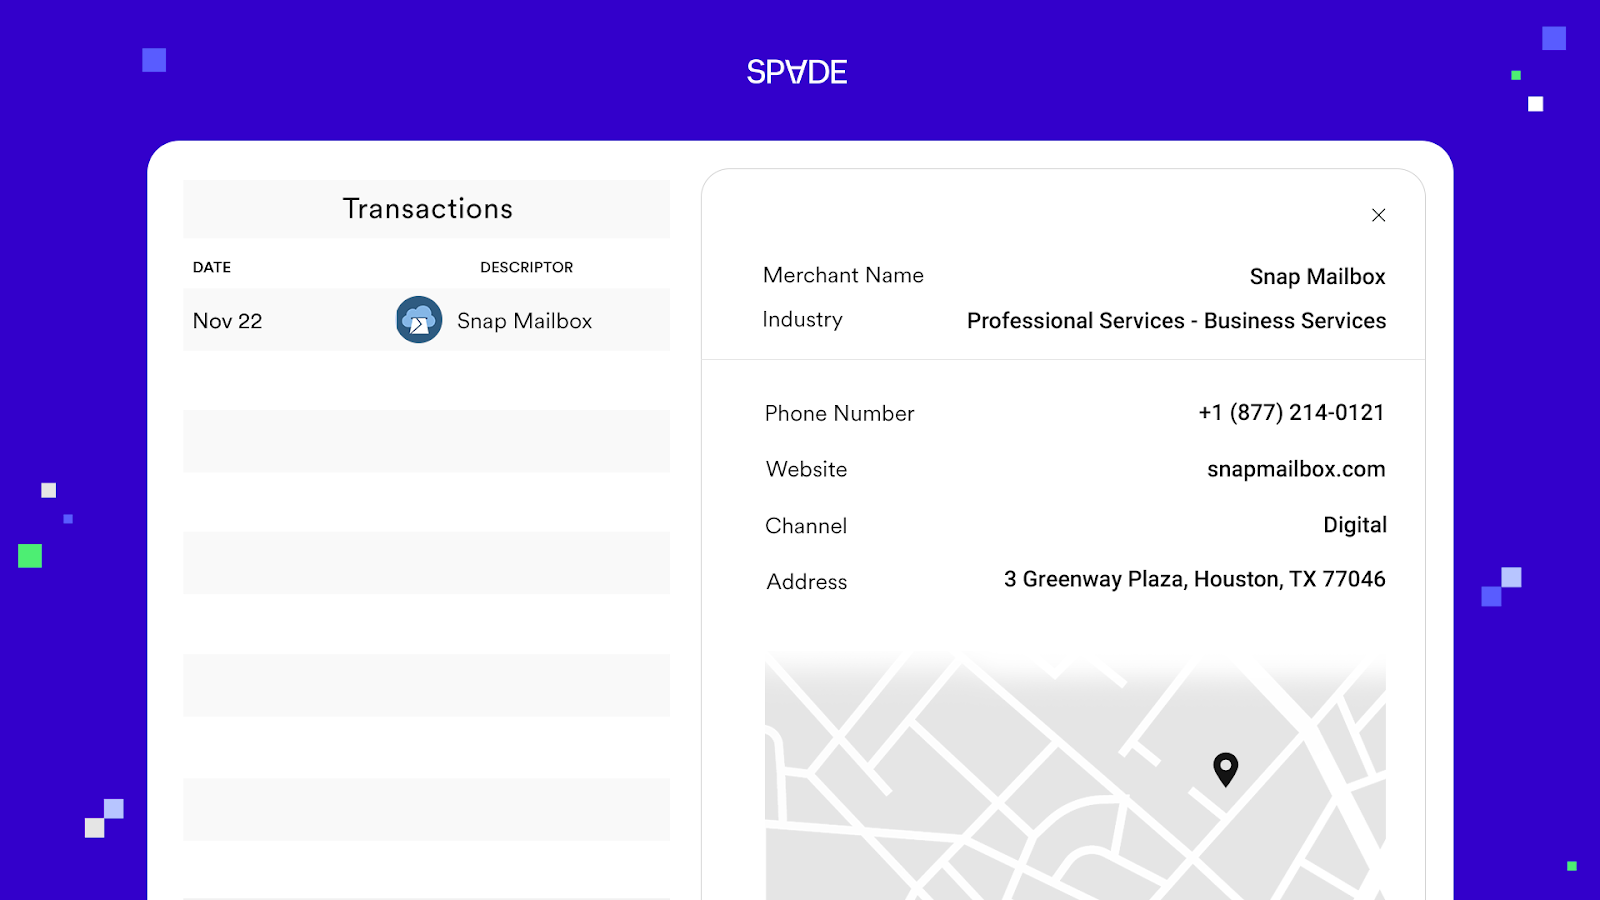 SPADE
Transactions
DATE DESCRIPTOR
Nov 22 Snap Mailbox
Merchant Name Snap Mailbox
Industry Professional Services - Business Services
Phone Number +1 (877) 214-0121
Website snapmailbox.com
Channel Digital
Address 3 Greenway Plaza, Houston, TX 77046